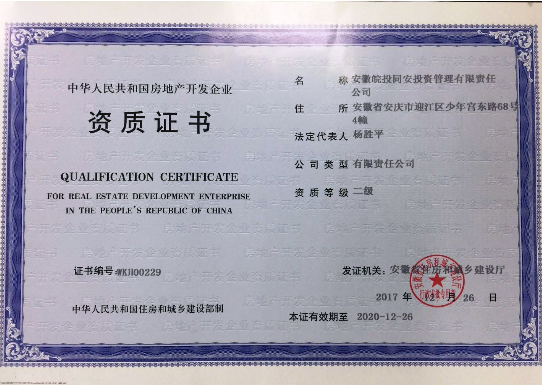 中华人民共和国房地产开发企业
资质证书
QUALIFICATION CERTIFICATE
FOR REAL ESTATE DEVELOPMENT ENTERPRISE
IN THE PEOPLE'S REPUBLIC OF CHINA
证书编号:WKJ00229
中华人民共和国住房和城乡建设部制
名 称 安徽皖投同安投资管理有限责任
公司
住 所 安徽省安庆市迎江区少年宫东路68号
4幢
法定代表人 杨胜平
公司类型 有限责任公司
资质等级 二级
发证机关: 安徽省住房和城乡建设厅
2017 年 12 月 26 日
本证有效期至 2020-12-26